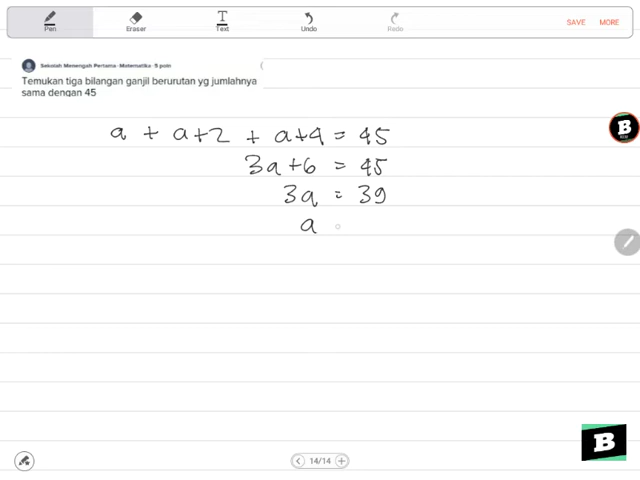 SAVE MORE
Pen Eraser Text Undo Redo
Sekolah Menengah Pertama · Matematika · 5 poin
Temukan tiga bilangan ganjil berurutan yg jumlahnya
sama dengan 45
a + a+2 + a+4 = 45
3a+6 = 45
3a = 39
a
B
B
14/14